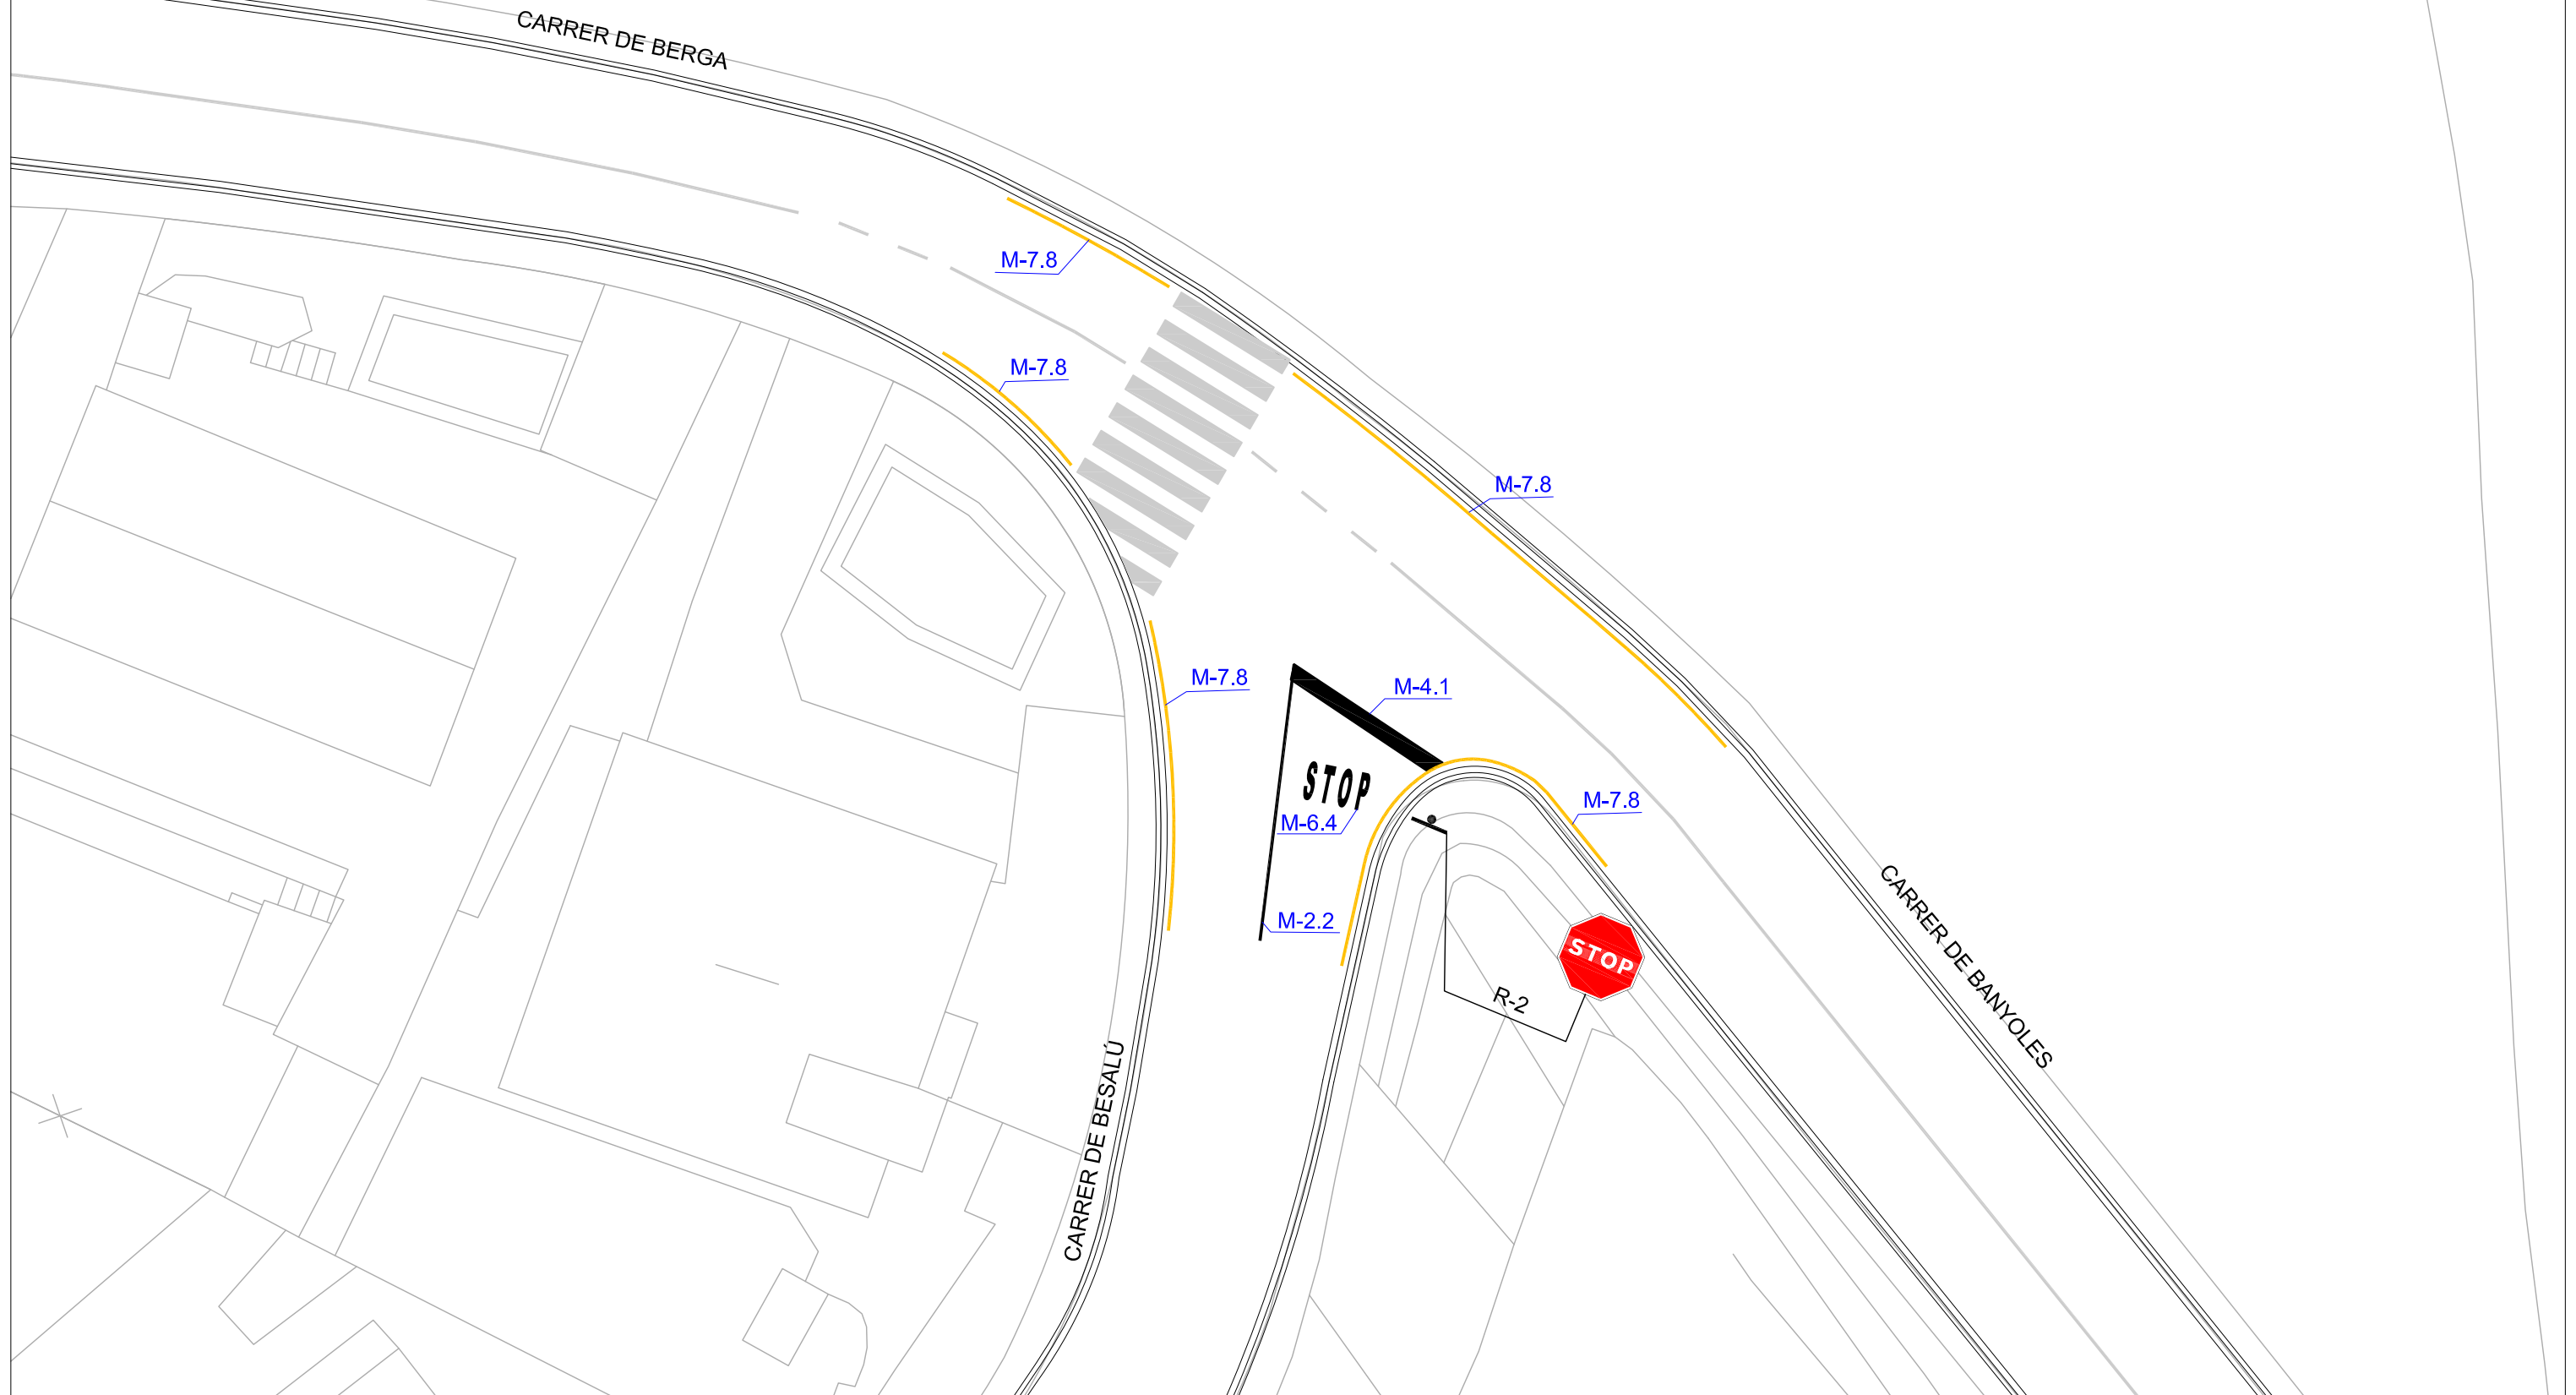 CARRER DE BERGA
M-7.8
M-7.8
M-7.8
M-7.8
M-4.1
STOP
M-6.4
M-7.8
M-2.2
STOP
R-2
CARRER DE BANYOLES
CARRER DE BESALÚ